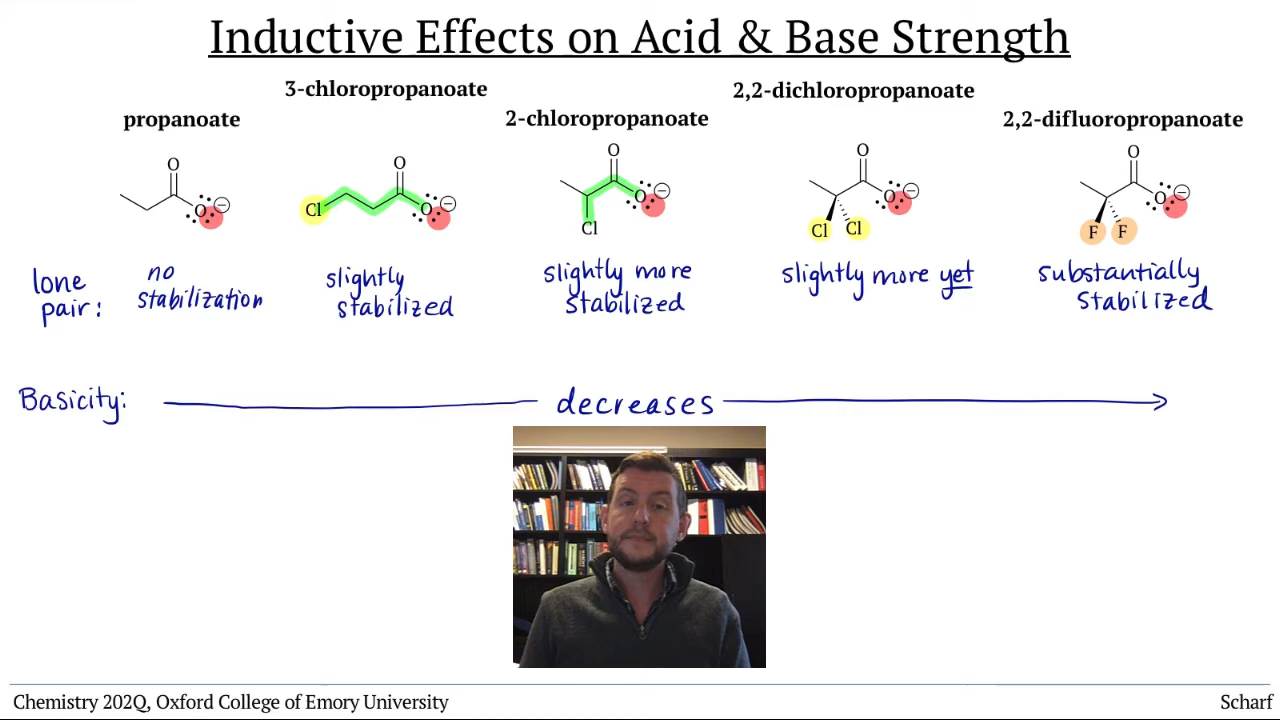 Inductive Effects on Acid & Base Strength
propanoate
3-chloropropanoate
2-chloropropanoate
2,2-dichloropropanoate
2,2-difluoropropanoate
O
O
O
O
O
O
Cl
O
O
Cl
O
Cl
Cl
O
F
F
lone
pair:
no
stabilization
slightly
stabilized
slightly more
stabilized
slightly more yet
substantially
stabilized
Basicity:
decreases
Chemistry 202Q, Oxford College of Emory University
Scharf